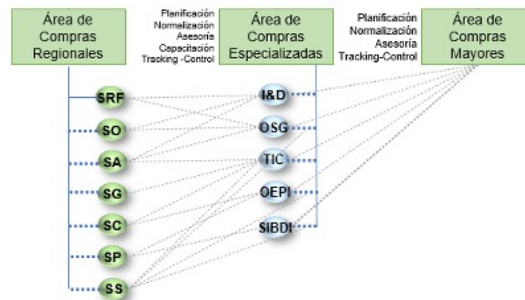 Área de
Compras
Regionales
Planificación
Normalización
Asesoría
Capacitación
Tracking -Control
Área de
Compras
Especializadas
Planificación
Normalización
Asesoría
Tracking-Control
Área de
Compras
Mayores
SRF
SO
SA
SG
SC
SP
SS
I&D
OSG
TIC
OEPI
SIBDI